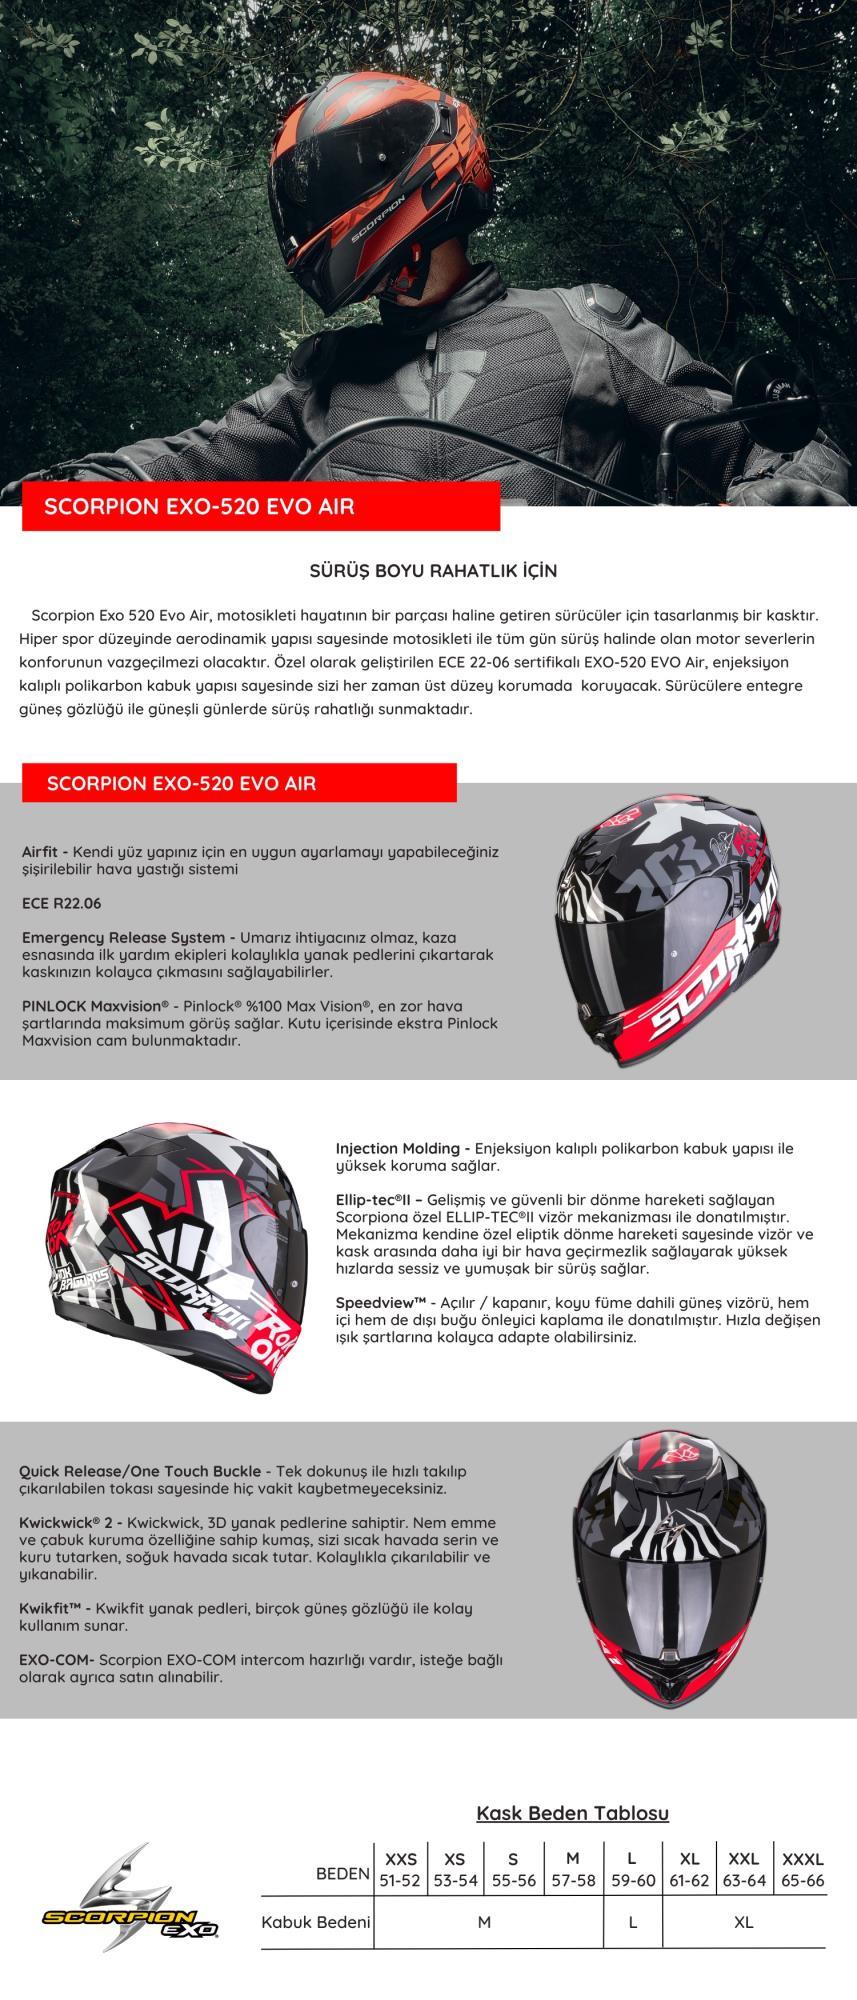 EXO
SCORPION
SCORPION EXO-520 EVO AIR
SÜRÜŞ BOYU RAHATLIK İÇİN
Scorpion Exo 520 Evo Air, motosikleti hayatının bir parçası haline getiren sürücüler için tasarlanmış bir kasktır.
Hiper spor düzeyinde aerodinamik yapısı sayesinde motosikleti ile tüm gün sürüş halinde olan motor severlerin
konforunun vazgeçilmezi olacaktır. Özel olarak geliştirilen ECE 22-06 sertifikalı EXO-520 EVO Air, enjeksiyon
kalıplı polikarbon kabuk yapısı sayesinde sizi her zaman üst düzey korumada koruyacak. Sürücülere entegre
güneş gözlüğü ile güneşli günlerde sürüş rahatlığı sunmaktadır.
SCORPION EXO-520 EVO AIR
Airfit - Kendi yüz yapınız için en uygun ayarlamayı yapabileceğiniz
şişirilebilir hava yastığı sistemi
ECE R22.06
Emergency Release System - Umarız ihtiyacınız olmaz, kaza
esnasında ilk yardım ekipleri kolaylıkla yanak pedlerini çıkartarak
kaskınızın kolayca çıkmasını sağlayabilirler.
PINLOCK Maxvision® - Pinlock® %100 Max Vision®, en zor hava
şartlarında maksimum görüş sağlar. Kutu içerisinde ekstra Pinlock
Maxvision cam bulunmaktadır.
SCORPION
Injection Molding - Enjeksiyon kalıplı polikarbon kabuk yapısı ile
yüksek koruma sağlar.
Ellip-tec®II – Gelişmiş ve güvenli bir dönme hareketi sağlayan
Scorpiona özel ELLIP-TEC®II vizör mekanizması ile donatılmıştır.
Mekanizma kendine özel eliptik dönme hareketi sayesinde vizör ve
kask arasında daha iyi bir hava geçirmezlik sağlayarak yüksek
hızlarda sessiz ve yumuşak bir sürüş sağlar.
Speedview™ - Açılır / kapanır, koyu füme dahili güneş vizörü, hem
içi hem de dışı buğu önleyici kaplama ile donatılmıştır. Hızla değişen
ışık şartlarına kolayca adapte olabilirsiniz.
SCORPION
ROK
ON!
ROK
BAGOROS
Quick Release/One Touch Buckle - Tek dokunuş ile hızlı takılıp
çıkarılabilen tokası sayesinde hiç vakit kaybetmeyeceksiniz.
Kwickwick® 2 - Kwickwick, 3D yanak pedlerine sahiptir. Nem emme
ve çabuk kuruma özelliğine sahip kumaş, sizi sıcak havada serin ve
kuru tutarken, soğuk havada sıcak tutar. Kolaylıkla çıkarılabilir ve
yıkanabilir.
Kwikfit™ - Kwikfit yanak pedleri, birçok güneş gözlüğü ile kolay
kullanım sunar.
EXO-COM- Scorpion EXO-COM intercom hazırlığı vardır, isteğe bağlı
olarak ayrıca satın alınabilir.
Kask Beden Tablosu
BEDEN XXS XS S M L XL XXL XXXL
51-52 53-54 55-56 57-58 59-60 61-62 63-64 65-66
Kabuk Bedeni M L XL
SCORPION
EXO